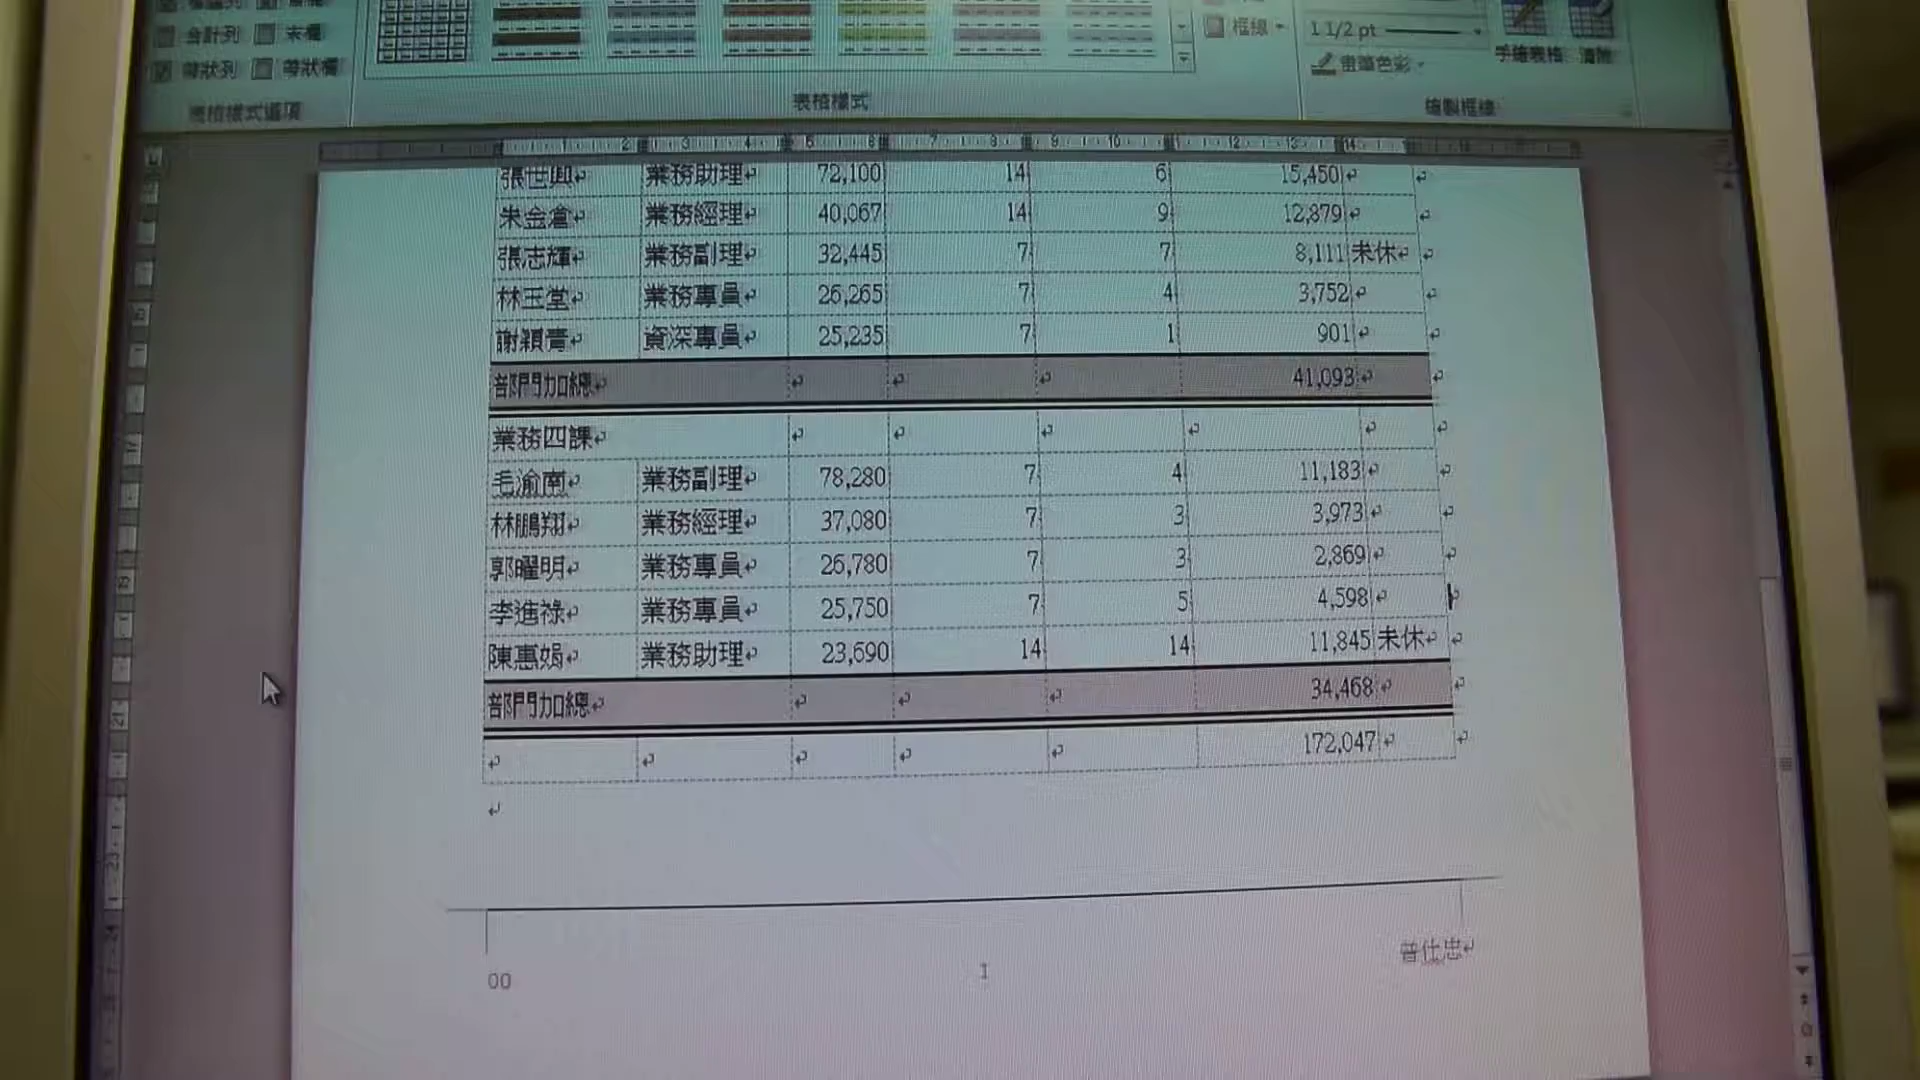 合計列 末欄
帶狀列 帶狀欄
框線
1 1/2 pt
畫筆色彩
手繪表格 清除
表格樣式選項 表格樣式 繪製框線
張世興 業務助理 72,100 14 6 15,450
朱金倉 業務經理 40,067 14 9 12,879
張志輝 業務副理 32,445 7 7 8,111 未休
林玉堂 業務專員 26,265 7 4 3,752
謝穎青 資深專員 25,235 7 1 901
部門加總 41,093
業務四課
毛渝南 業務副理 78,280 7 4 11,183
林鵬翔 業務經理 37,080 7 3 3,973
郭曜明 業務專員 26,780 7 3 2,869
李進祿 業務專員 25,750 7 5 4,598
陳惠娟 業務助理 23,690 14 14 11,845 未休
部門加總 34,468
172,047
普仕忠
00